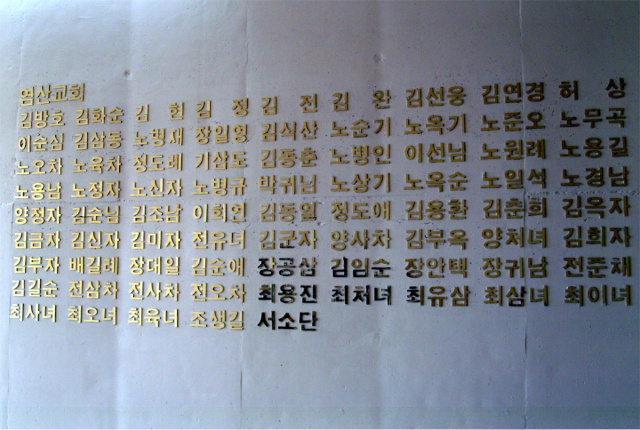 염산교회
김방호 김화순 김 헌 김 정 김 진 김 완 김선웅 김연경 허 상
이순심 김삼동 노병재 장일영 김식산 노순기 노옥기 노준오 노무곡
노오차 노육차 정도례 기삼도 김동춘 노병인 이선님 노원례 노용길
노용남 노정자 노신자 노병규 박귀님 노상기 노옥순 노일석 노경남
양정자 김순님 김조남 이희언 김동일 정도애 김용환 김춘희 김옥자
김금자 김신자 김미자 전유녀 김군자 양사차 김부옥 양처녀 김희자
김부자 배길례 장대일 김순애 장공삼 김임순 장안택 장귀남 전준채
김길순 전삼차 전사차 전오차 최용진 최처녀 최유삼 최삼녀 최이녀
최사녀 최오녀 최육녀 조생길 서소단